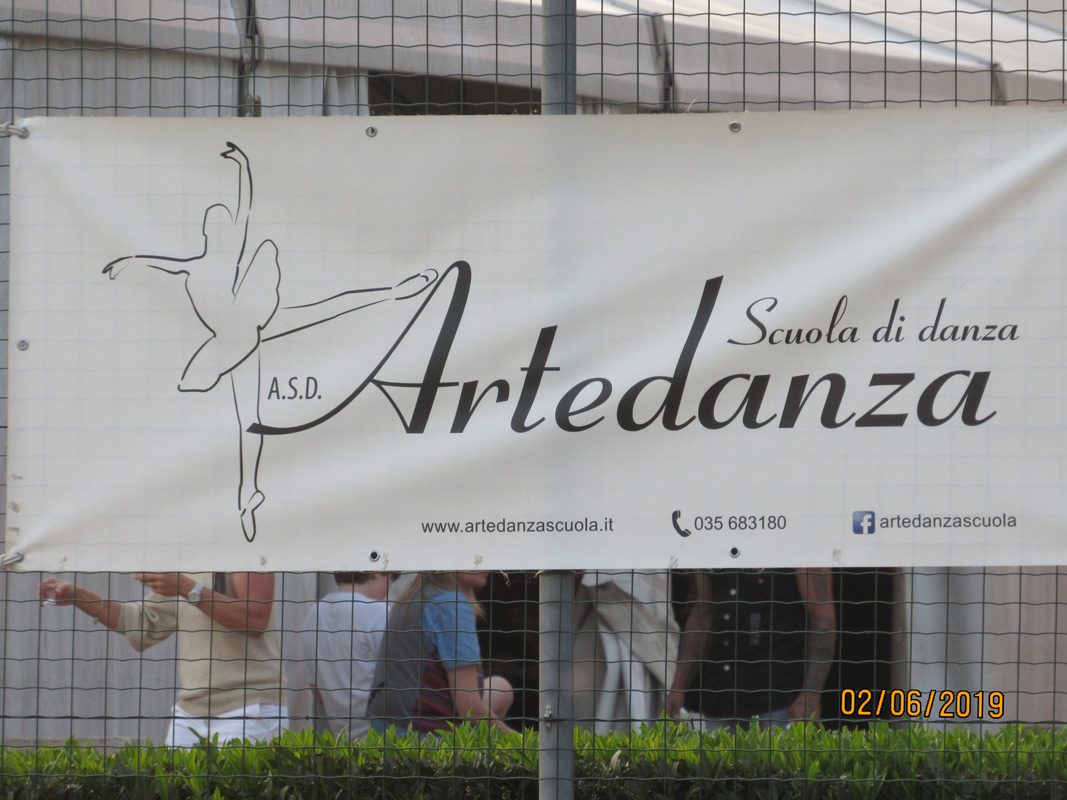 Scuola di danza
A.S.D. Artedanza
www.artedanzascuola.it 035 683180 f artedanzascuola
02/06/2019